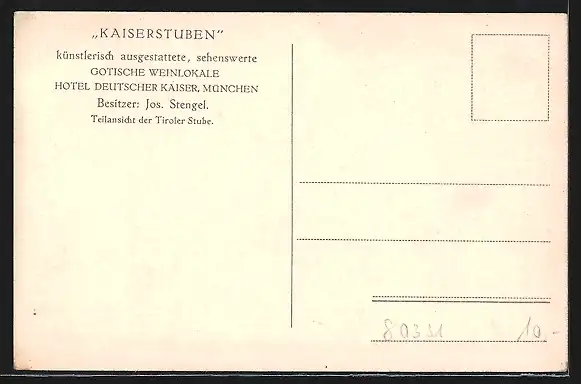 „KAISERSTUBEN“
künstlerisch ausgestattete, sehenswerte
GOTISCHE WEINLOKALE
HOTEL DEUTSCHER KAISER, MÜNCHEN
Besitzer: Jos. Stengel.
Teilansicht der Tiroler Stube.
80331 10-